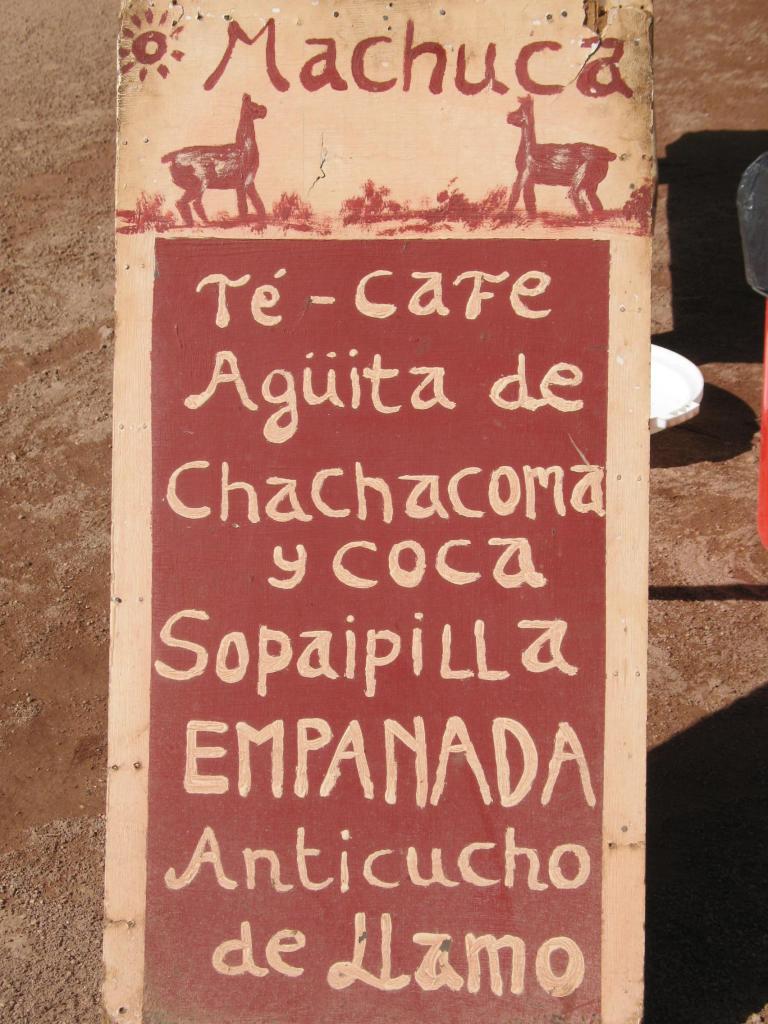 Machuca
Té - Cafe
Agüita de
Chachacoma
y coca
Sopaipilla
EMPANADA
Anticucho
de Llamo